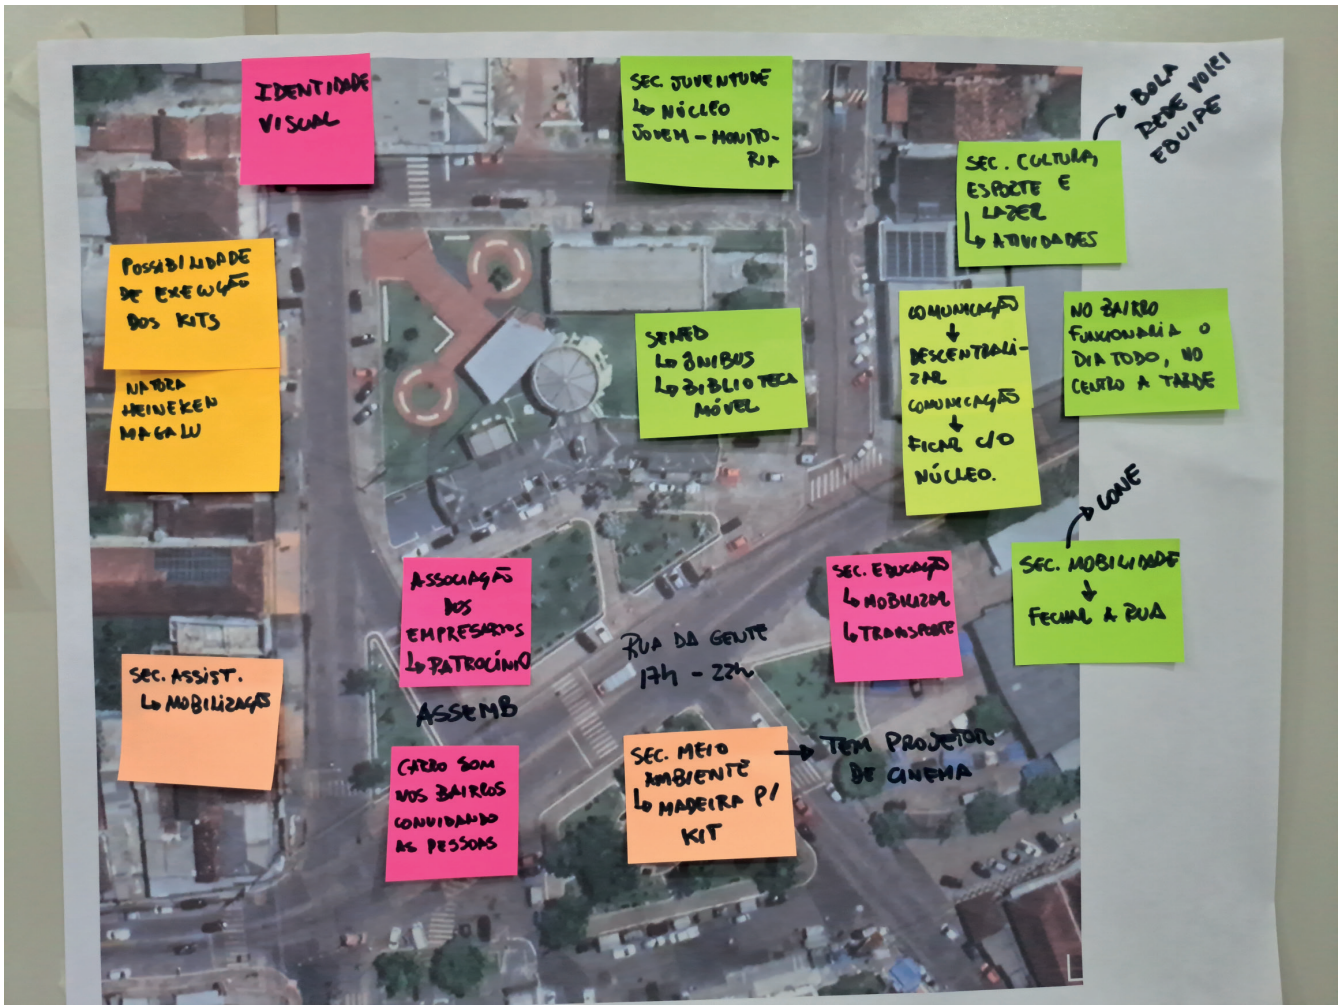 IDENTIDADE
VISUAL
SEC. JUVENTUDE
↳ NÚCLEO
JOVEM - MONITO-
RIA
→ BOLA
REDE VOLEI
EQUIPE
SEC. CULTURA,
ESPORTE E
LAZER
↳ ATIVIDADES
POSSIBILIDADE
DE EXECUÇÃO
DOS KITS
NATURA
HEINEKEN
MAGALU
SEMED
↳ ÔNIBUS
↳ BIBLIOTECA
MÓVEL
COMUNICAÇÃO
↓
DESCENTRALI-
ZAR
COMUNICAÇÃO
↓
FICAR C/O
NÚCLEO.
NO BAIRRO
FUNCIONARIA O
DIA TODO, NO
CENTRO A TARDE
→ CONE
SEC. MOBILIDADE
↓
FECHAR A RUA
ASSOCIAÇÃO
DOS
EMPRESÁRIOS
↳ PATROCÍNIO
ASSEMB
RUA DA GENTE
17h - 22h
SEC. EDUCAÇÃO
↳ MOBILIZAR
↳ TRANSPORTE
SEC. ASSIST.
↳ MOBILIZAÇÃO
CARRO SOM
NOS BAIRROS
CONVIDANDO
AS PESSOAS
SEC. MEIO
AMBIENTE
↳ MADEIRA P/
KIT
→ TEM PROJETOR
DE CINEMA